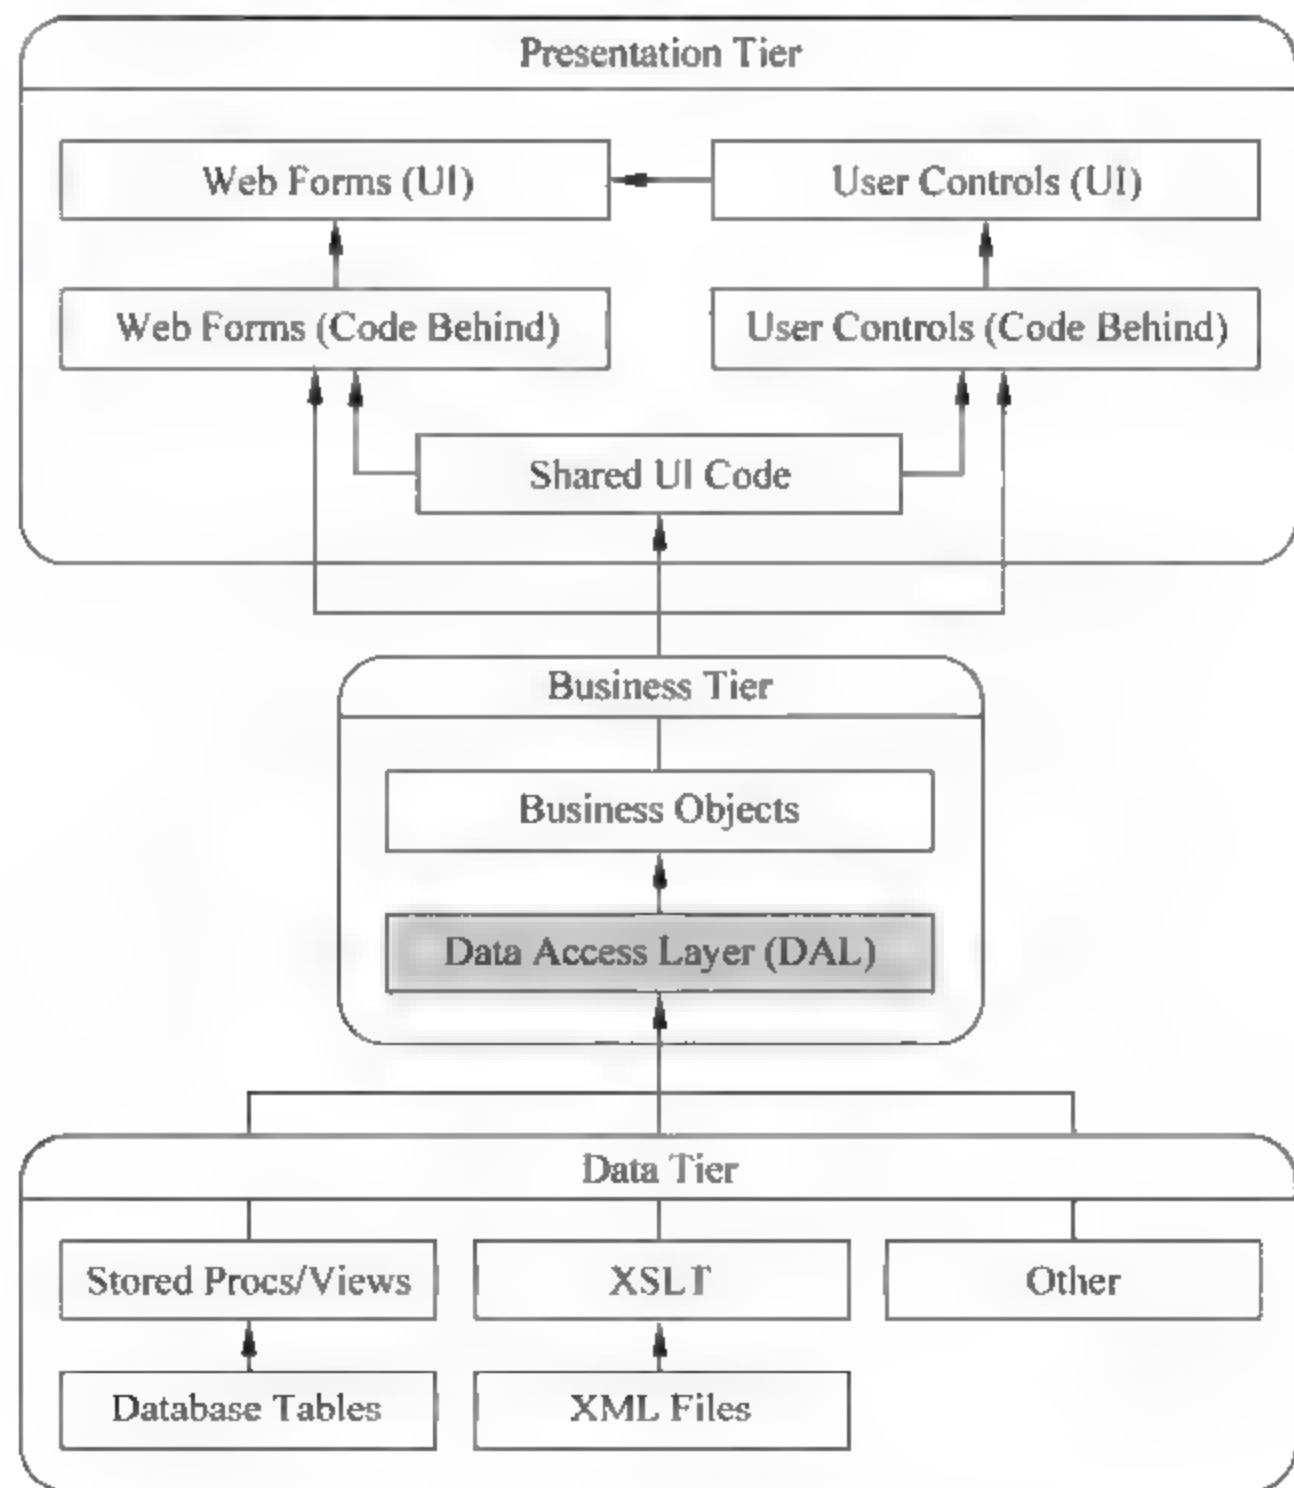 Presentation Tier
Web Forms (UI)
User Controls (UI)
Web Forms (Code Behind)
User Controls (Code Behind)
Shared UI Code
Business Tier
Business Objects
Data Access Layer (DAL)
Data Tier
Stored Procs/Views
XSLT
Other
Database Tables
XML Files